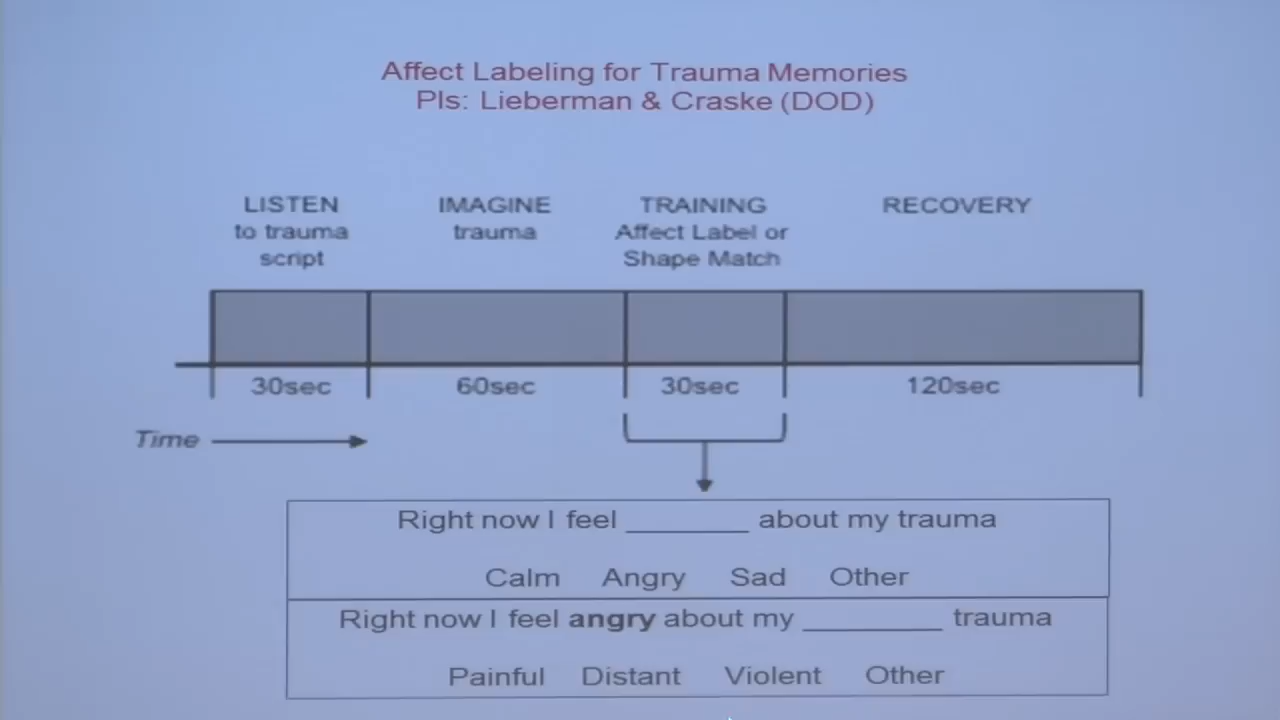 Affect Labeling for Trauma Memories
PIs: Lieberman & Craske (DOD)
LISTEN
to trauma
script
IMAGINE
trauma
TRAINING
Affect Label or
Shape Match
RECOVERY
30sec
60sec
30sec
120sec
Time
Right now I feel ________ about my trauma
Calm Angry Sad Other
Right now I feel angry about my _________ trauma
Painful Distant Violent Other